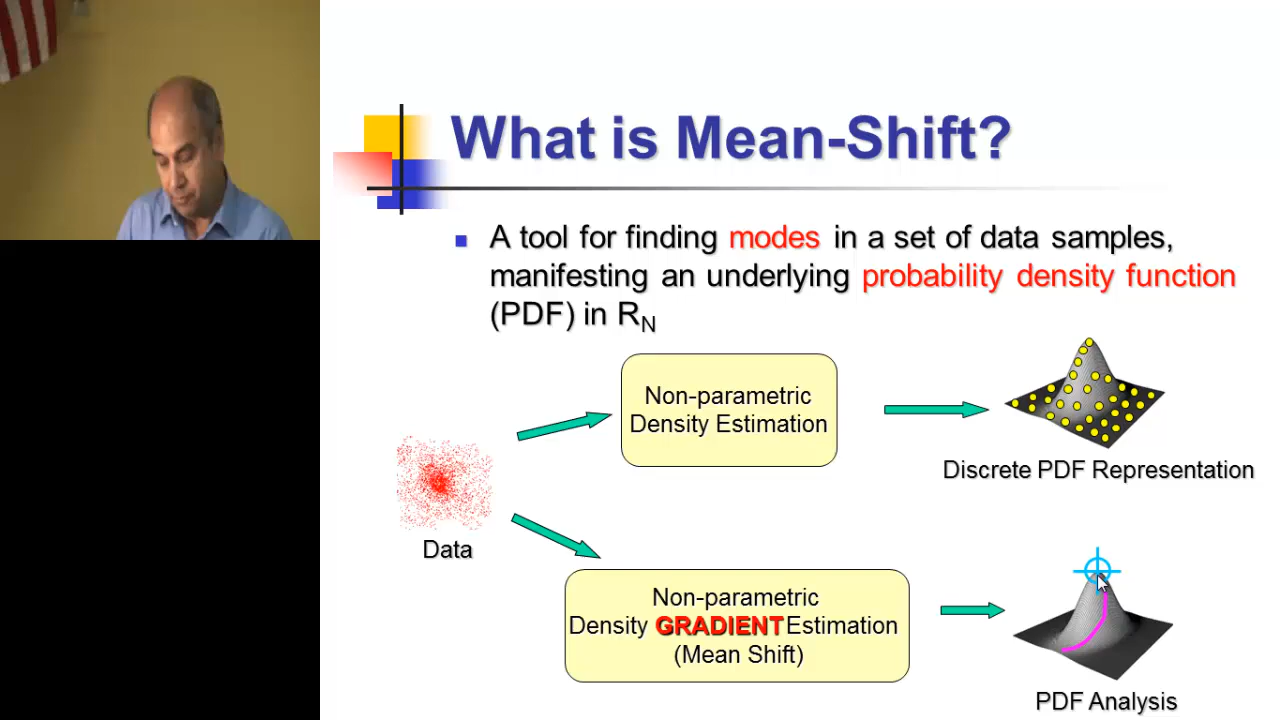 What is Mean-Shift?
A tool for finding modes in a set of data samples,
manifesting an underlying probability density function
(PDF) in RN
Non-parametric
Density Estimation
Discrete PDF Representation
Data
Non-parametric
Density GRADIENT Estimation
(Mean Shift)
PDF Analysis